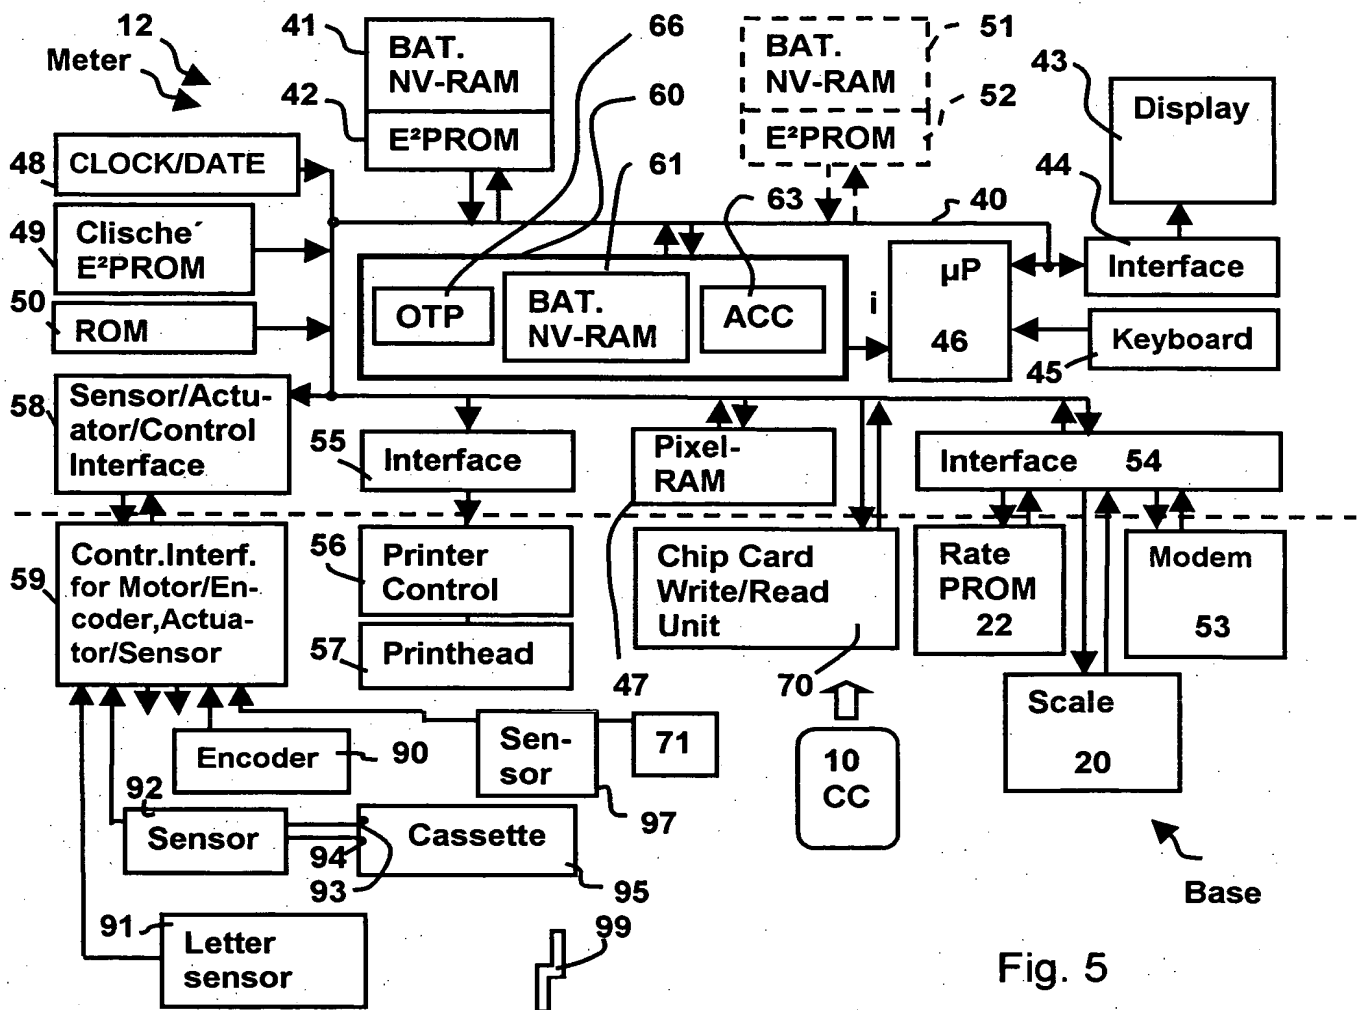 12
Meter
41
BAT.
NV-RAM
42
E²PROM
66
60
61
63
BAT.
NV-RAM
E²PROM
51
52
43
Display
44
Interface
40
48
CLOCK/DATE
49
Clische´
E²PROM
50
ROM
OTP
BAT.
NV-RAM
ACC
i
µP
46
Keyboard
45
58
Sensor/Actu-
ator/Control
Interface
55
Interface
Pixel-
RAM
Interface 54
59
Contr.Interf.
for Motor/En-
coder,Actua-
tor/Sensor
56
Printer
Control
57
Printhead
47
Chip Card
Write/Read
Unit
70
Rate
PROM
22
Modem
53
Scale
20
Encoder
90
Sen-
sor
97
71
10
CC
92
Sensor
94
93
Cassette
95
91
Letter
sensor
99
Base
Fig. 5